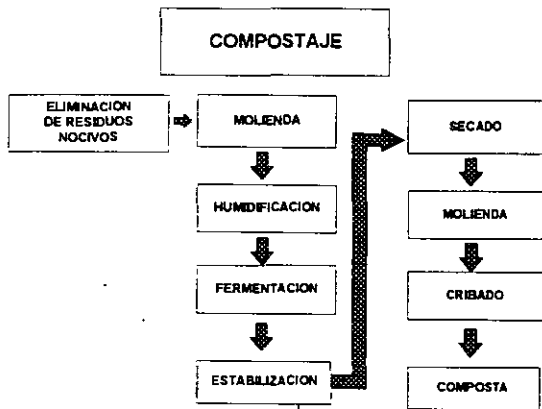 COMPOSTAJE
ELIMINACION
DE RESIDUOS
NOCIVOS
MOLIENDA
HUMIDIFICACION
FERMENTACION
ESTABILIZACION
SECADO
MOLIENDA
CRIBADO
COMPOSTA